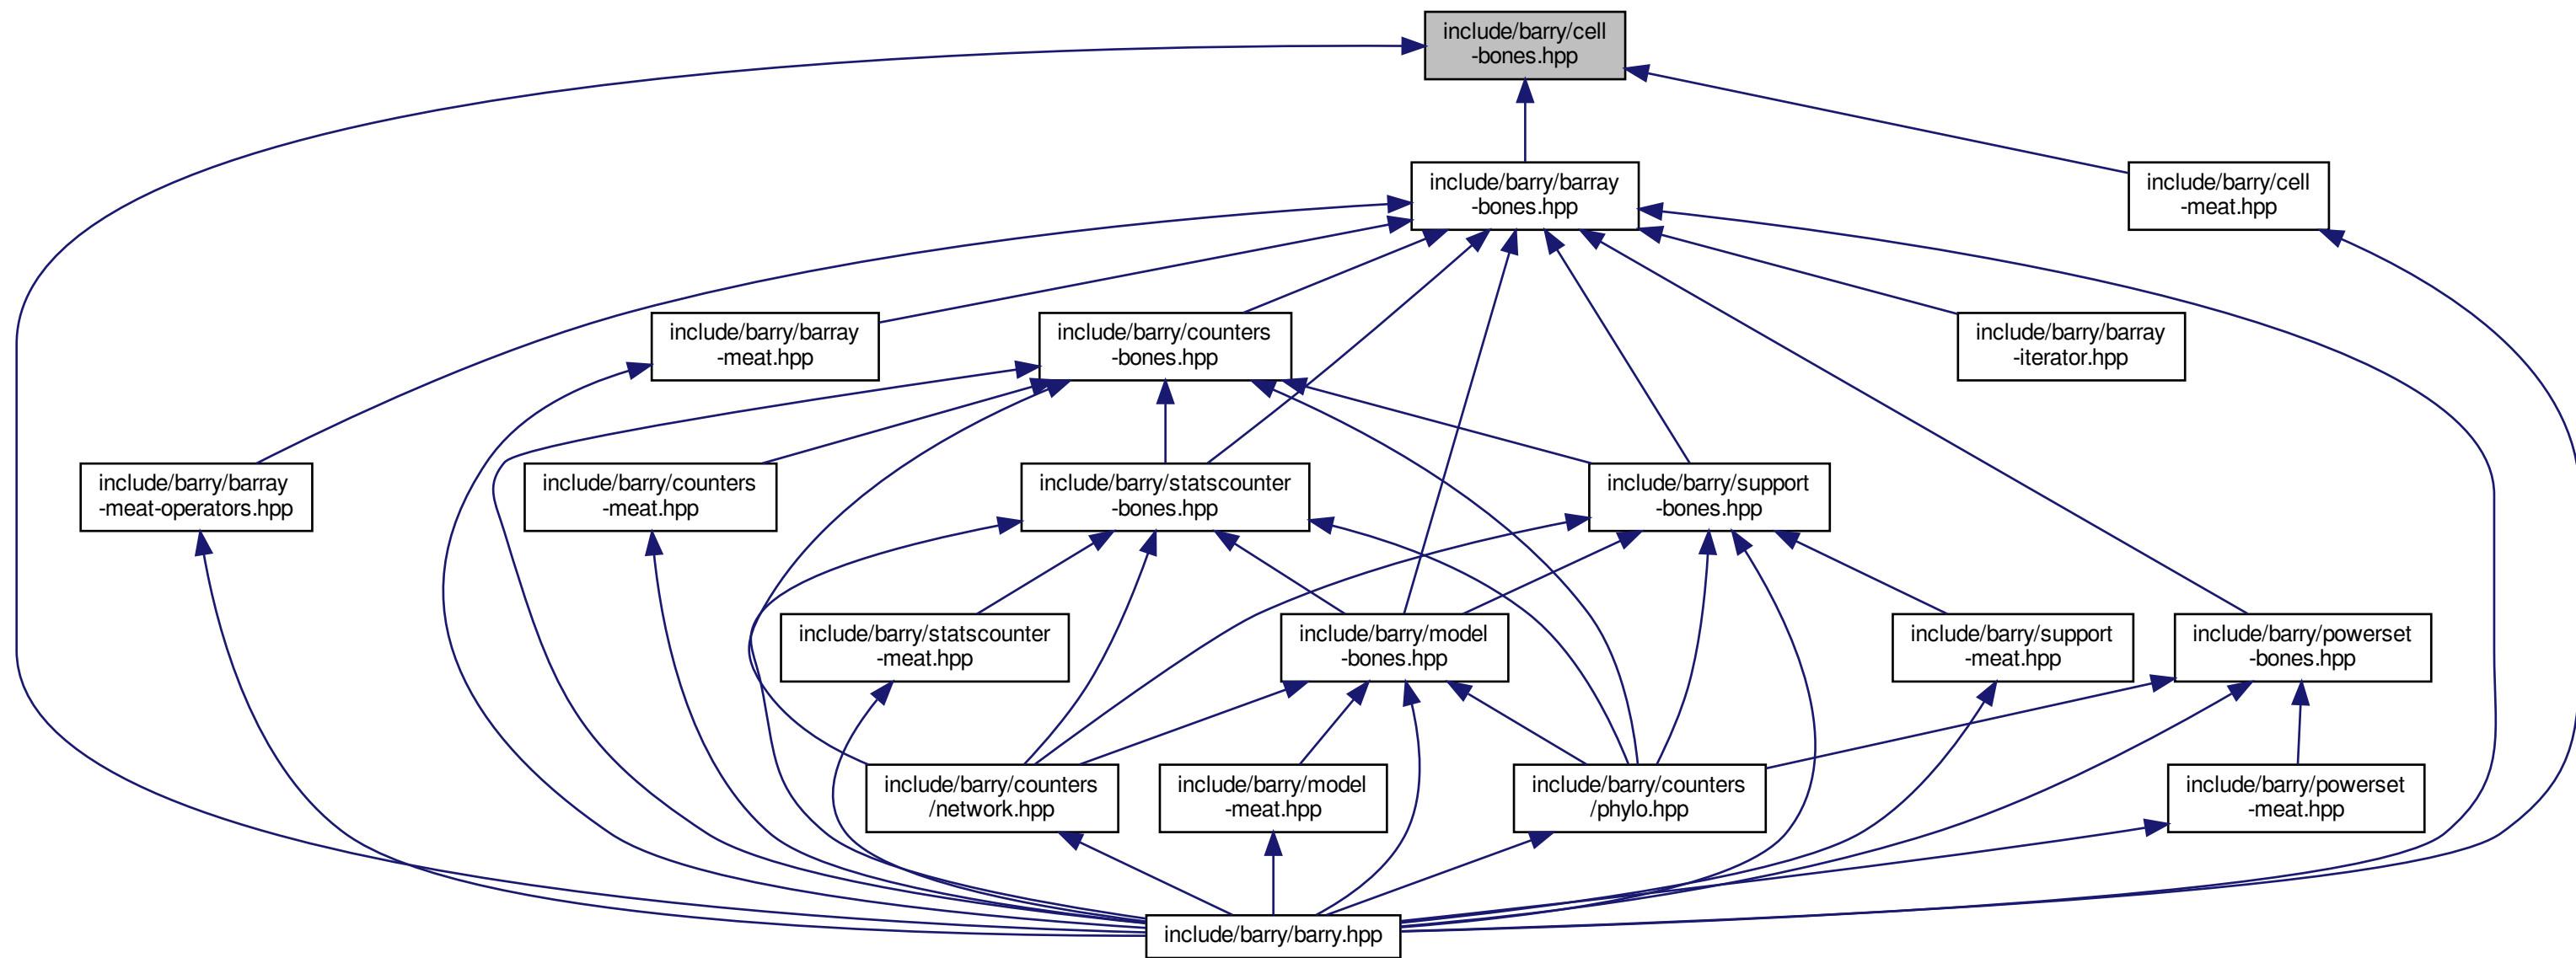 include/barry/cell
-bones.hpp
include/barry/barray
-bones.hpp
include/barry/cell
-meat.hpp
include/barry/barray
-meat.hpp
include/barry/counters
-bones.hpp
include/barry/barray
-iterator.hpp
include/barry/barray
-meat-operators.hpp
include/barry/counters
-meat.hpp
include/barry/statscounter
-bones.hpp
include/barry/support
-bones.hpp
include/barry/statscounter
-meat.hpp
include/barry/model
-bones.hpp
include/barry/support
-meat.hpp
include/barry/powerset
-bones.hpp
include/barry/counters
/network.hpp
include/barry/model
-meat.hpp
include/barry/counters
/phylo.hpp
include/barry/powerset
-meat.hpp
include/barry/barry.hpp